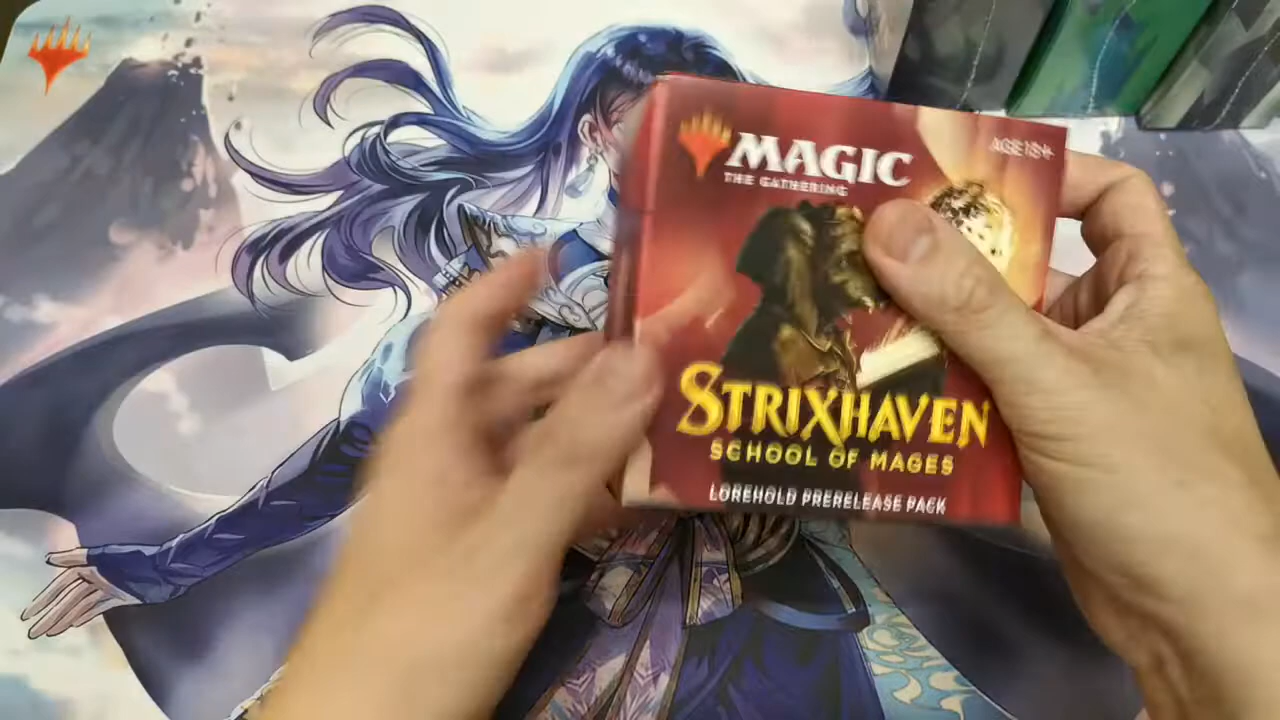 MAGIC
THE GATHERING
AGE 13+
STRIXHAVEN
SCHOOL OF MAGES
LOREHOLD PRERELEASE PACK